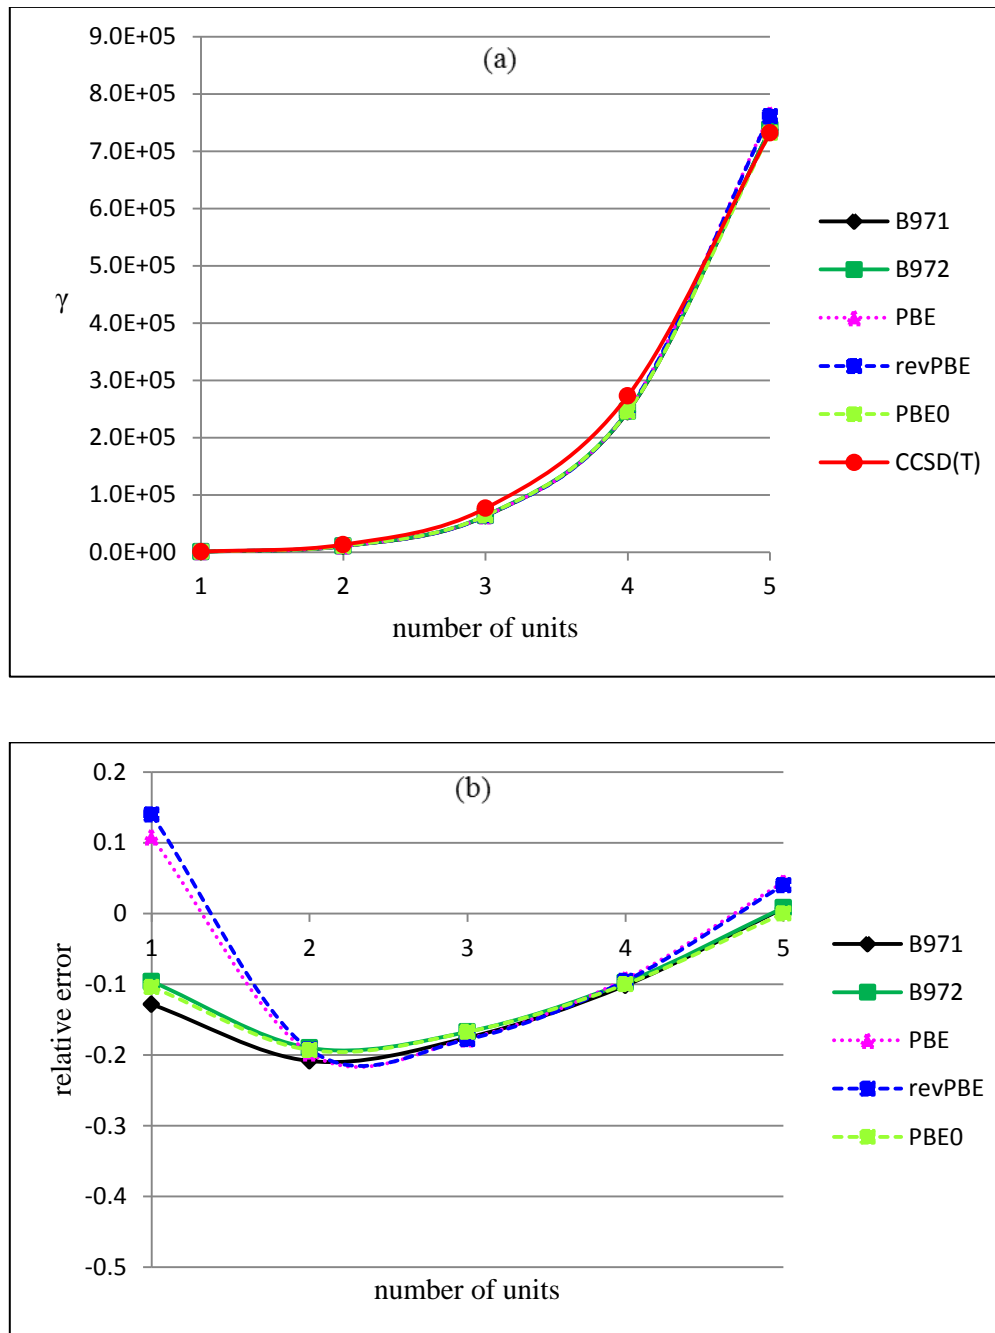 (a)
9.0E+05
8.0E+05
7.0E+05
6.0E+05
5.0E+05
4.0E+05
3.0E+05
2.0E+05
1.0E+05
0.0E+00
γ
1 2 3 4 5
number of units
B971
B972
PBE
revPBE
PBE0
CCSD(T)
(b)
0.2
0.1
0
-0.1
-0.2
-0.3
-0.4
-0.5
relative error
1 2 3 4 5
number of units
B971
B972
PBE
revPBE
PBE0